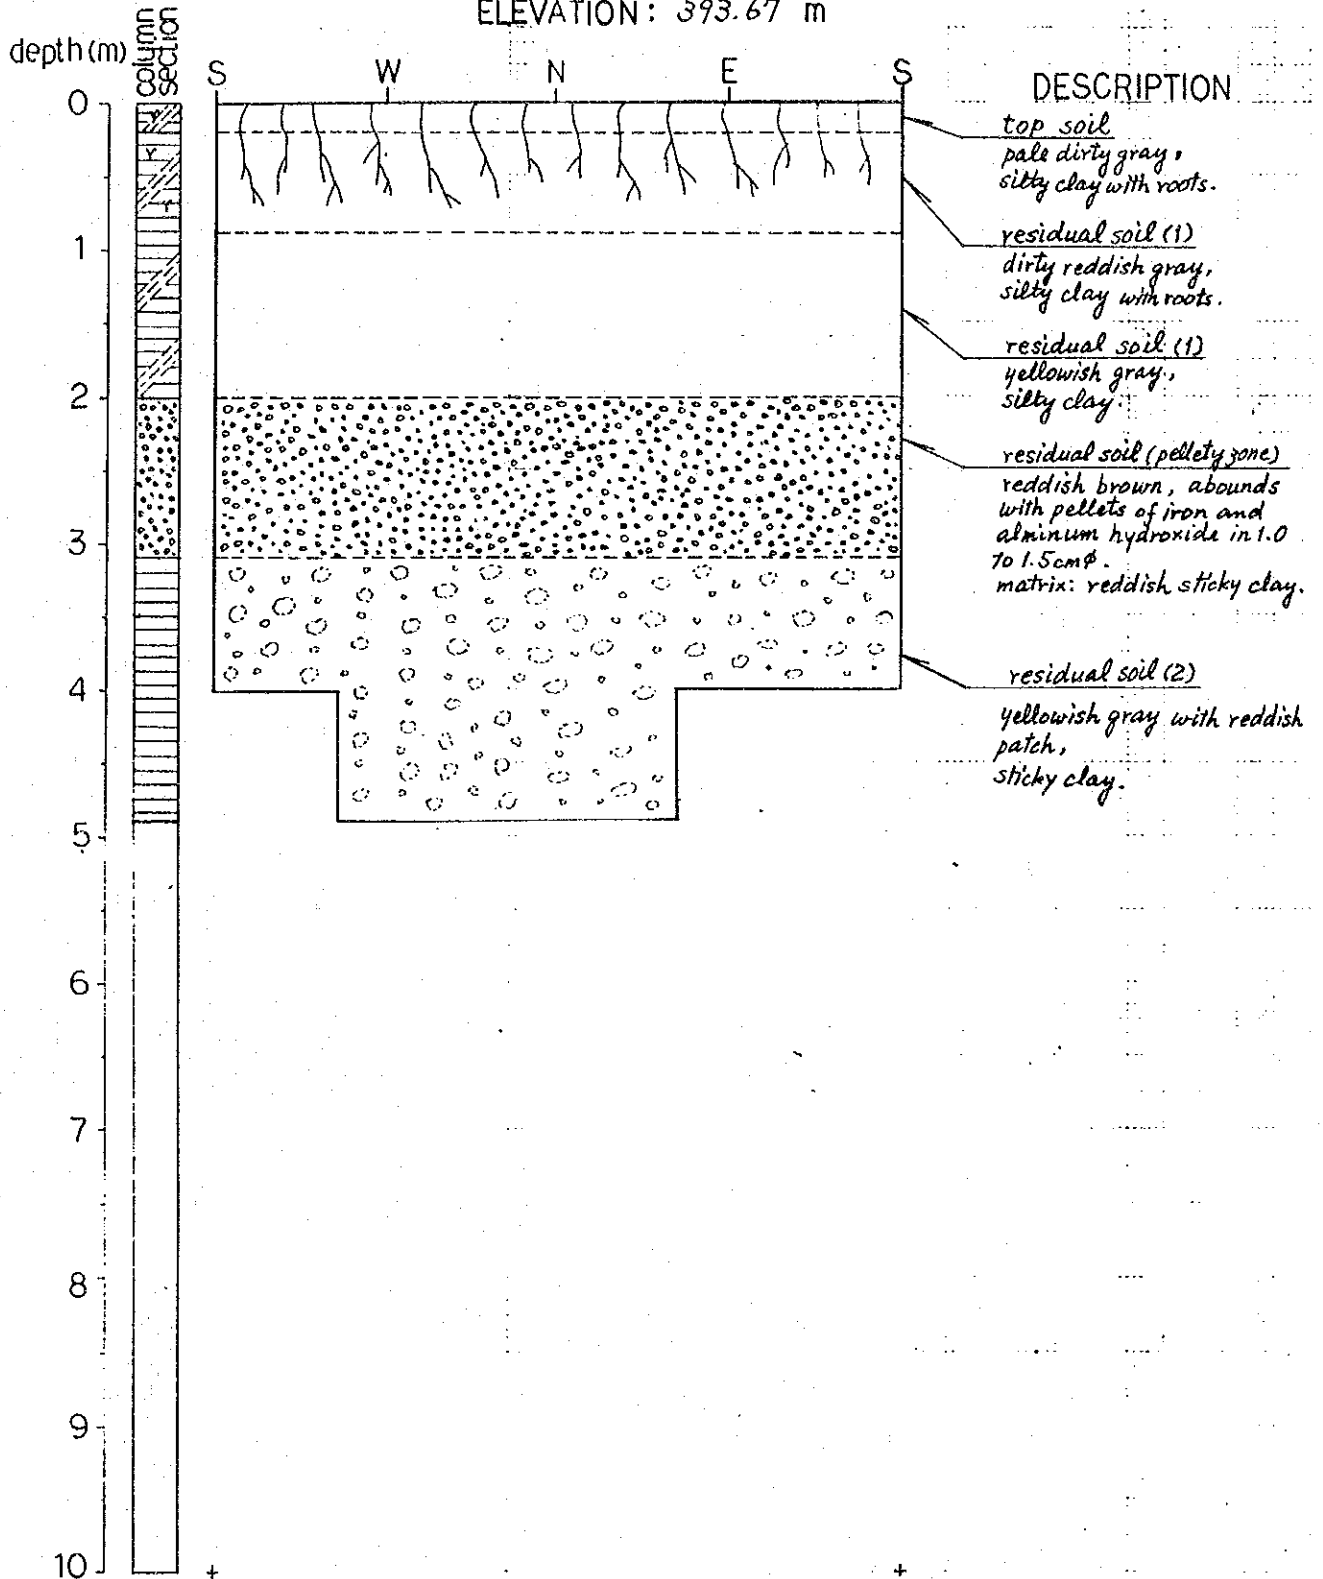 ELEVATION: 393.67 m
depth(m)
column section
S W N E S
DESCRIPTION
0
top soil
pale dirty gray,
silty clay with roots.
residual soil (1)
1
dirty reddish gray,
silty clay with roots.
residual soil (1)
yellowish gray,
2
silty clay.
residual soil (pellety zone)
reddish brown, abounds
with pellets of iron and
3
alminum hydroxide in 1.0
to 1.5cmφ.
matrix: reddish sticky clay.
4
residual soil (2)
yellowish gray with reddish
patch,
sticky clay.
5
6
7
8
9
10